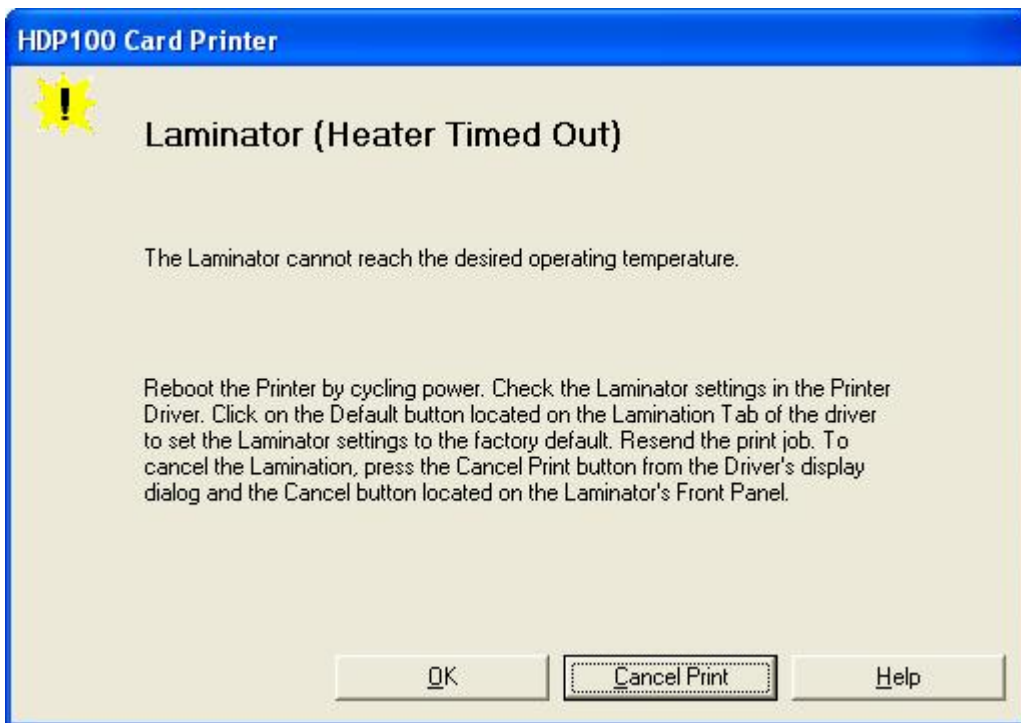 HDP100 Card Printer
!
Laminator (Heater Timed Out)
The Laminator cannot reach the desired operating temperature.
Reboot the Printer by cycling power. Check the Laminator settings in the Printer
Driver. Click on the Default button located on the Lamination Tab of the driver
to set the Laminator settings to the factory default. Resend the print job. To
cancel the Lamination, press the Cancel Print button from the Driver's display
dialog and the Cancel button located on the Laminator's Front Panel.
OK
Cancel Print
Help